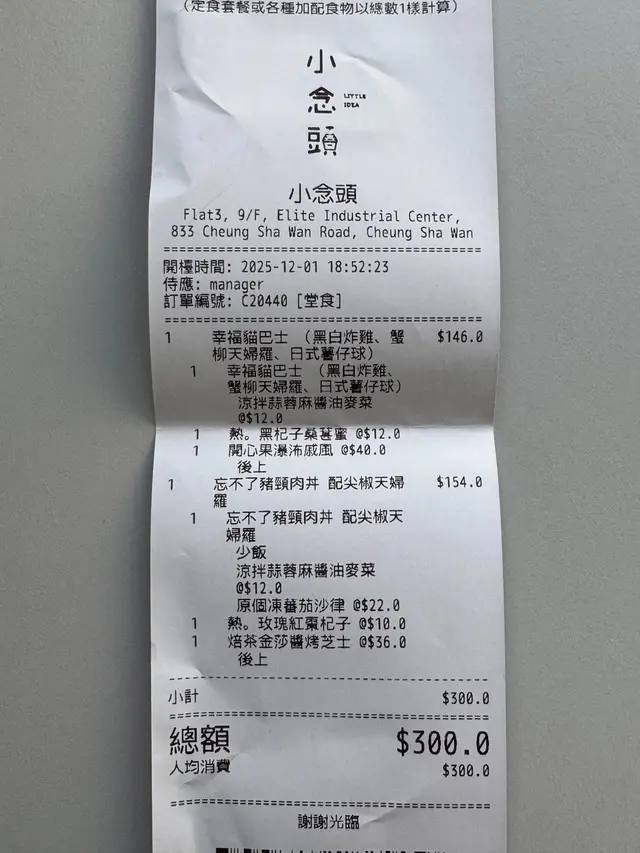 （定食套餐或各種加配食物以總數1樣計算）
小
念 LITTLE IDEA
頭
小念頭
Flat3, 9/F, Elite Industrial Center,
833 Cheung Sha Wan Road, Cheung Sha Wan
開檯時間: 2025-12-01 18:52:23
侍應: manager
訂單編號: C20440 [堂食]
1 幸福貓巴士 （黑白炸雞、蟹 $146.0
柳天婦羅、日式薯仔球）
1 幸福貓巴士 （黑白炸雞、
蟹柳天婦羅、日式薯仔球）
涼拌蒜蓉麻醬油麥菜
@$12.0
1 熱。黑杞子桑葚蜜 @$12.0
1 開心果瀑㳍戚風 @$40.0
後上
1 忘不了豬頸肉丼 配尖椒天婦 $154.0
羅
1 忘不了豬頸肉丼 配尖椒天
婦羅
少飯
涼拌蒜蓉麻醬油麥菜
@$12.0
原個凍蕃茄沙律 @$22.0
1 熱。玫瑰紅棗杞子 @$10.0
1 焙茶金莎醬烤芝士 @$36.0
後上
小計 $300.0
總額 $300.0
人均消費 $300.0
謝謝光臨